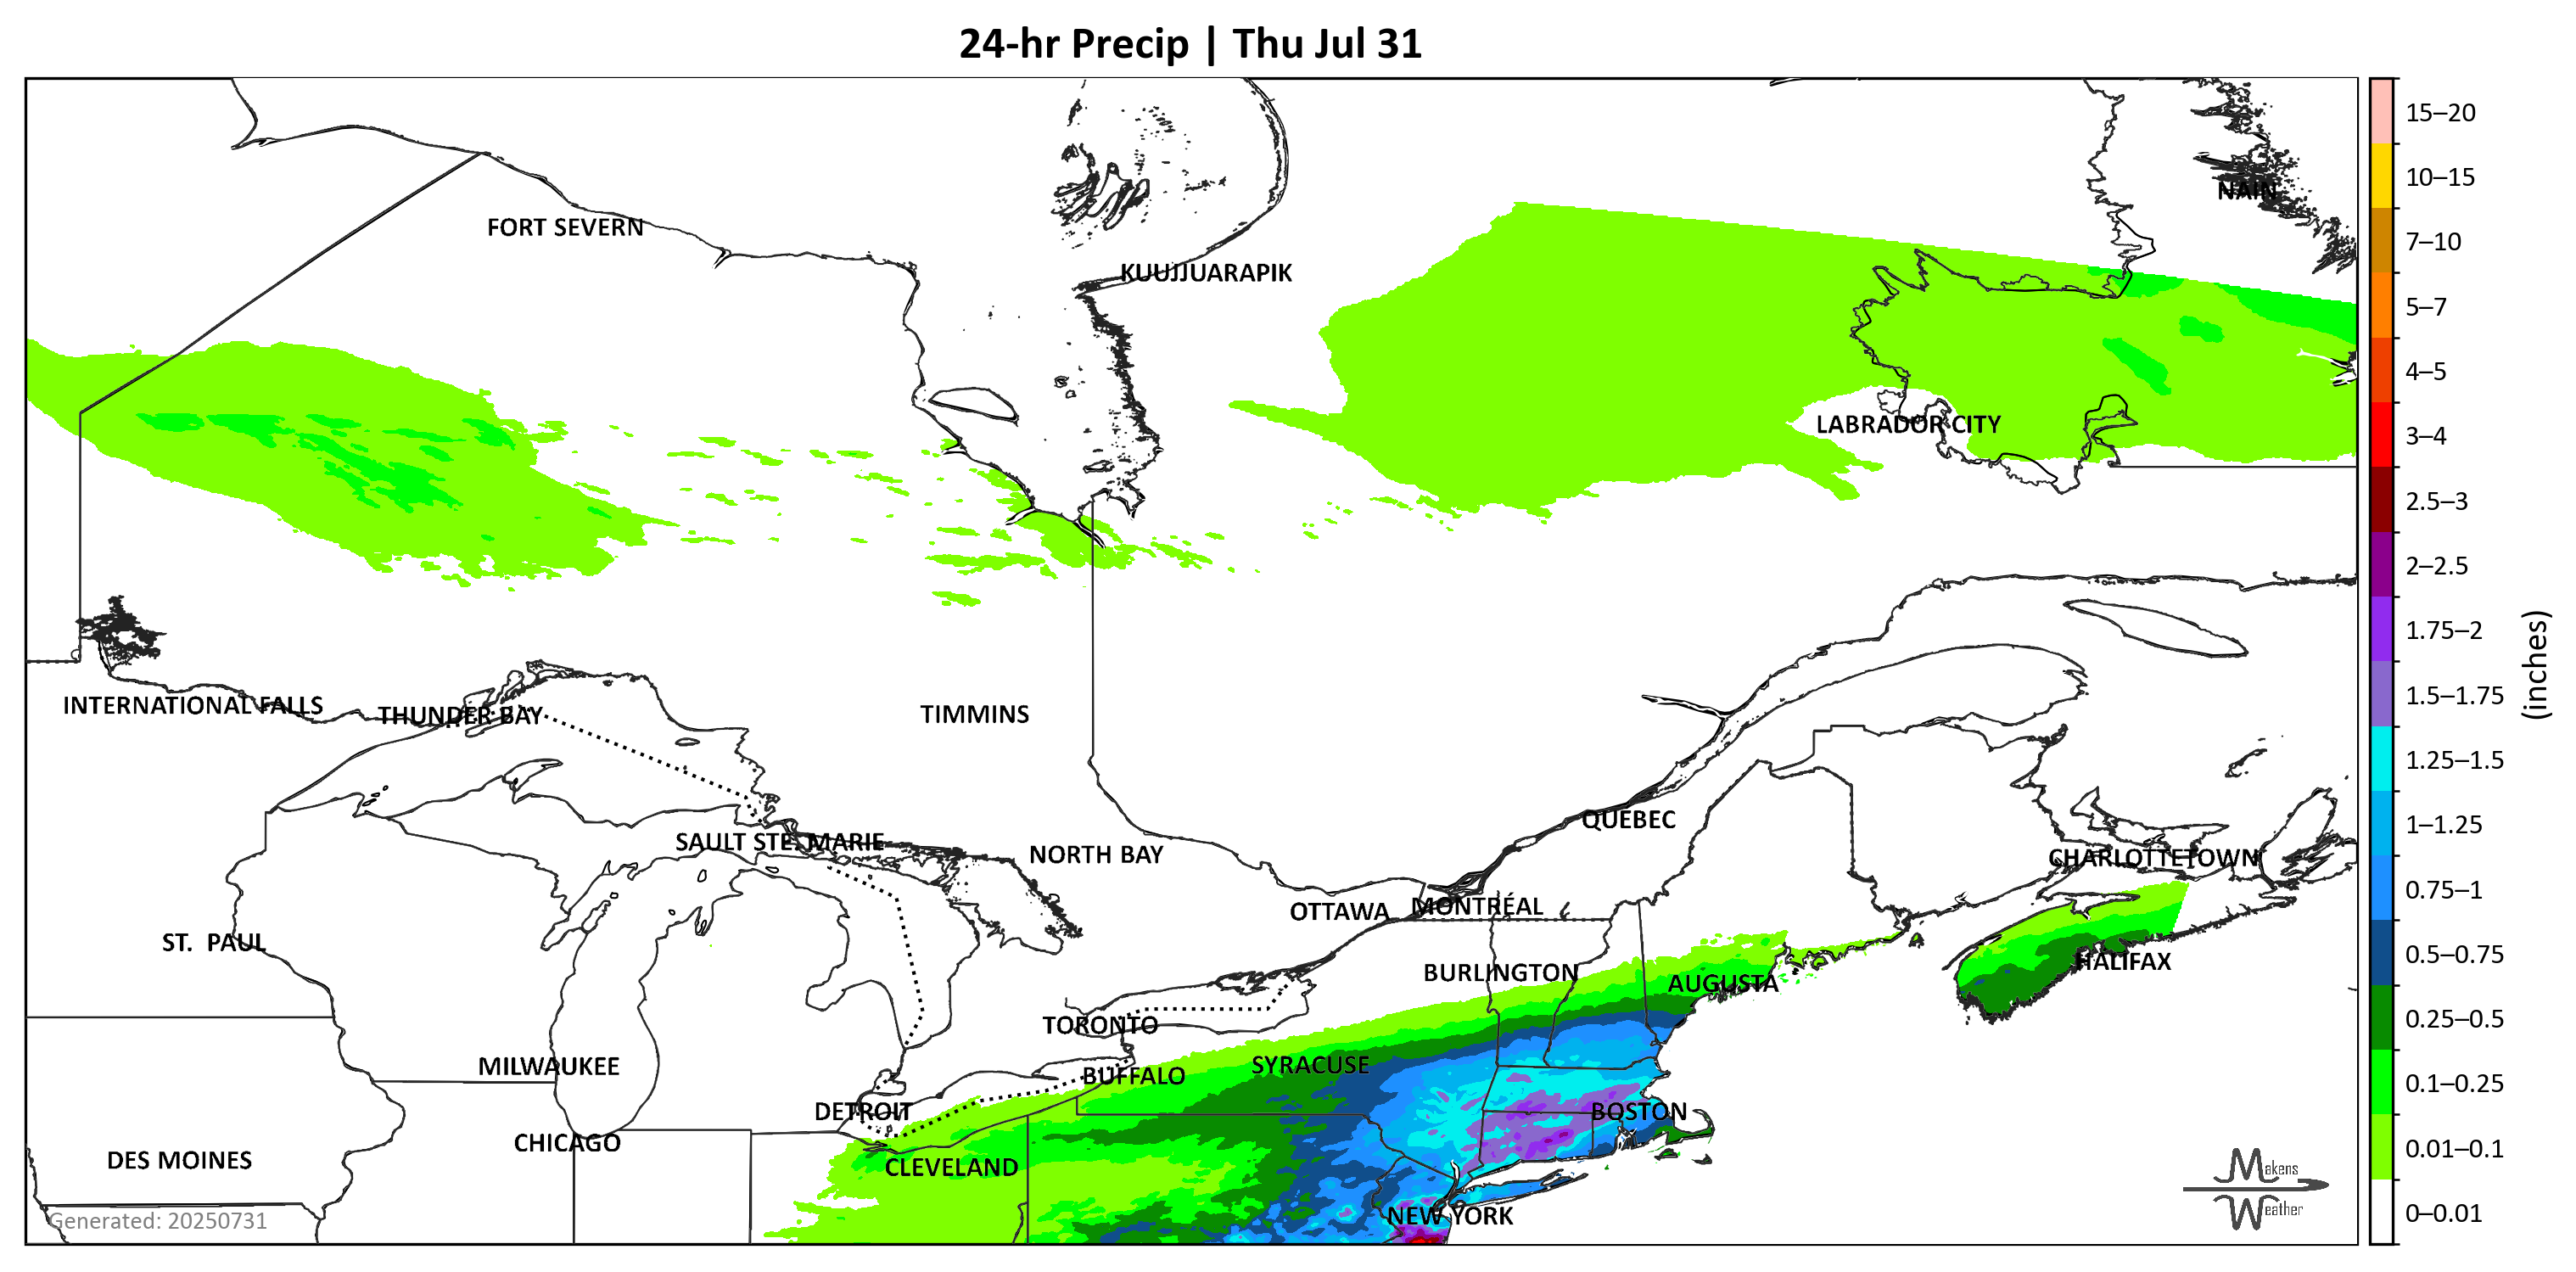 24-hr Precip | Thu Jul 31
NAIN
FORT SEVERN
KUUJJUARAPIK
LABRADOR CITY
INTERNATIONAL FALLS
THUNDER BAY
TIMMINS
QUEBEC
SAULT STE. MARIE
NORTH BAY
CHARLOTTETOWN
OTTAWA
MONTRÉAL
ST. PAUL
HALIFAX
BURLINGTON
AUGUSTA
TORONTO
SYRACUSE
MILWAUKEE
BUFFALO
DETROIT
BOSTON
CHICAGO
DES MOINES
CLEVELAND
NEW YORK
Generated: 20250731
Makens
Weather
15–20
10–15
7–10
5–7
4–5
3–4
2.5–3
2–2.5
1.75–2
1.5–1.75
1.25–1.5
1–1.25
0.75–1
0.5–0.75
0.25–0.5
0.1–0.25
0.01–0.1
0–0.01
(inches)